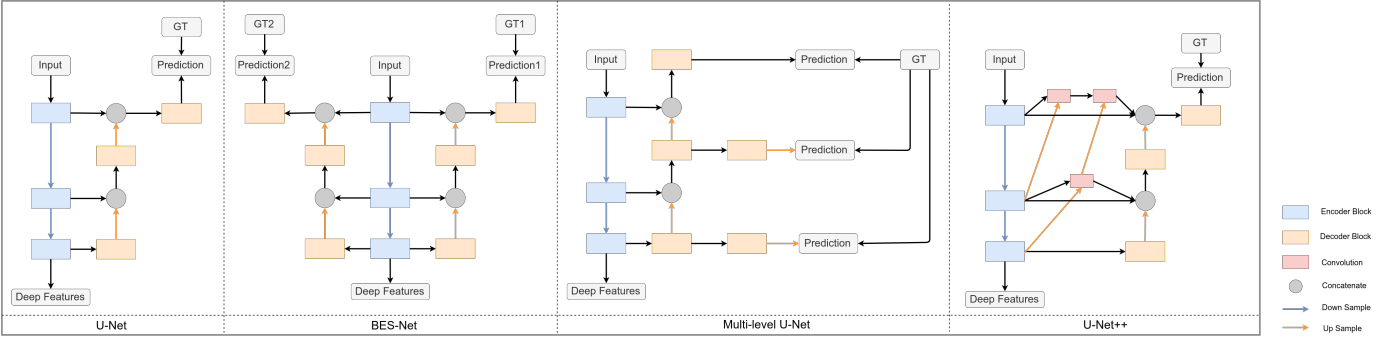 GT
Input
Prediction
Deep Features
U-Net
GT2
GT1
Prediction2
Input
Prediction1
Deep Features
BES-Net
Input
Prediction
GT
Prediction
Prediction
Deep Features
Multi-level U-Net
GT
Input
Prediction
Deep Features
U-Net++
Encoder Block
Decoder Block
Convolution
Concatenate
Down Sample
Up Sample